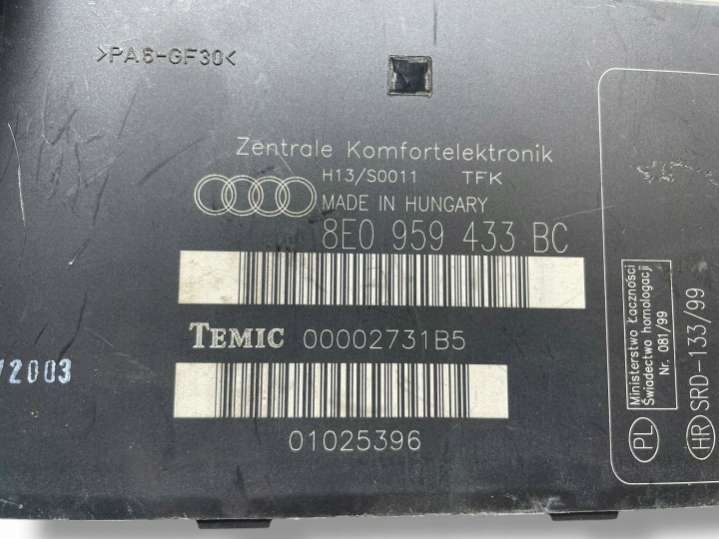 >PA6-GF30<
Zentrale Komfortelektronik
H13/S0011 TFK
MADE IN HUNGARY
8E0 959 433 BC
TEMIC 00002731B5
01025396
/2003
Ministerstwo Łaczności
Świadectwo homologacji
Nr. 081/99
PL
HR SRD-133/99